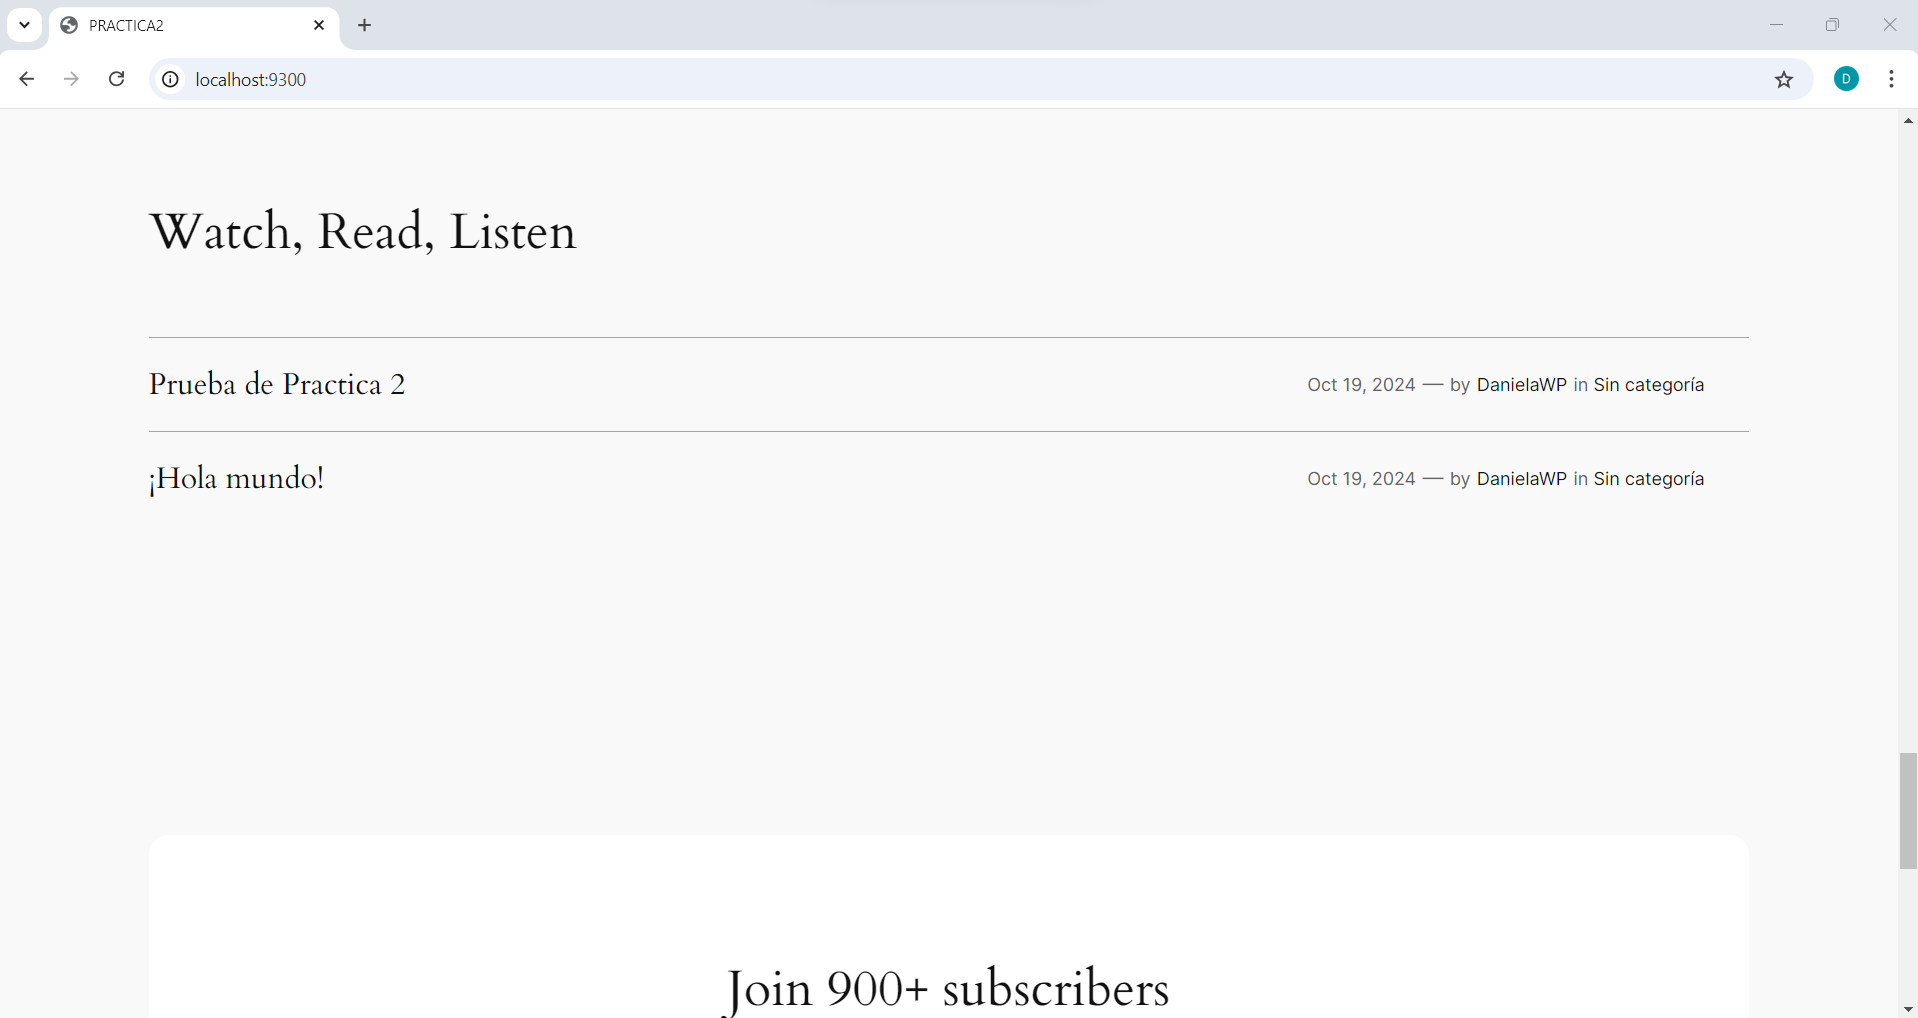 PRACTICA2
localhost:9300
D
Watch, Read, Listen
Prueba de Practica 2
Oct 19, 2024 — by DanielaWP in Sin categoría
¡Hola mundo!
Oct 19, 2024 — by DanielaWP in Sin categoría
Join 900+ subscribers